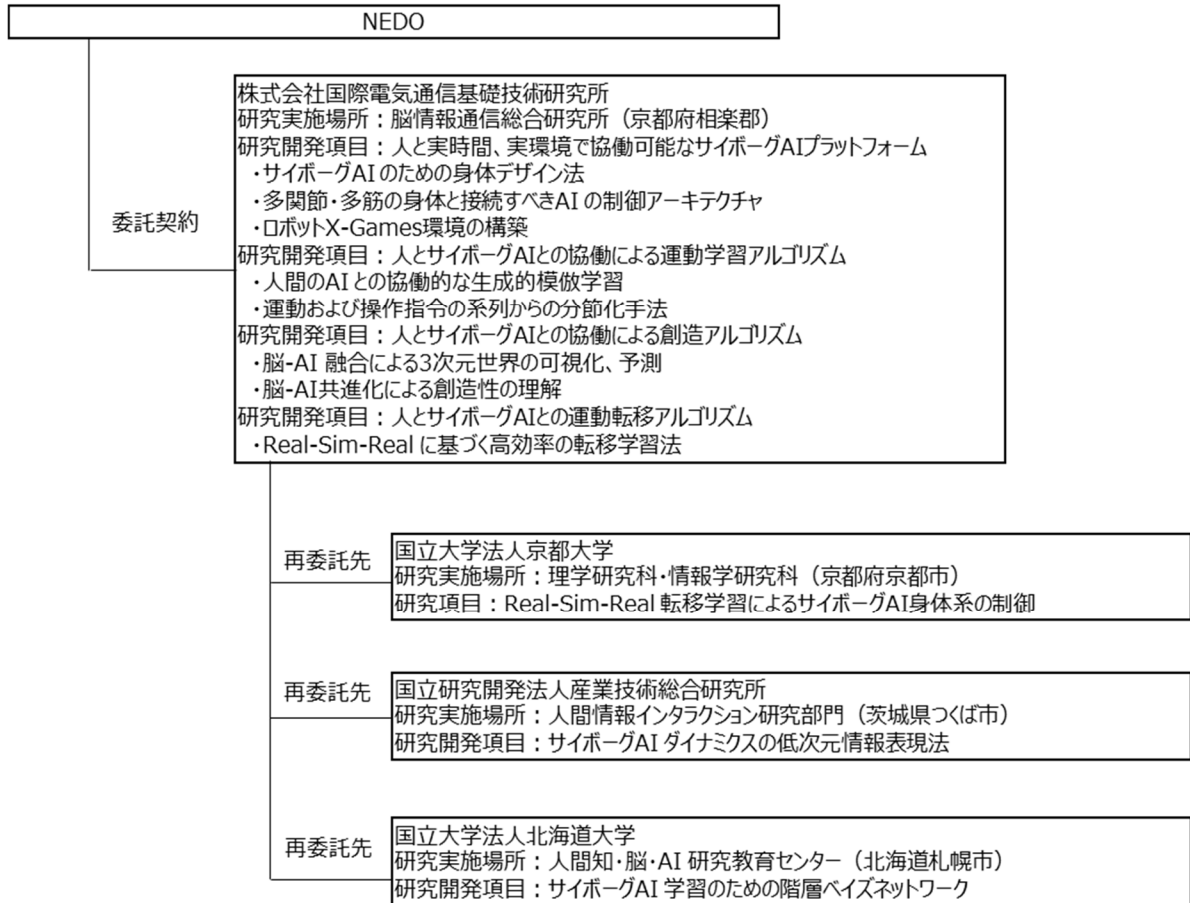 NEDO
委託契約
株式会社国際電気通信基礎技術研究所
研究実施場所：脳情報通信総合研究所（京都府相楽郡）
研究開発項目：人と実時間、実環境で協働可能なサイボーグAIプラットフォーム
・サイボーグAIのための身体デザイン法
・多関節・多筋の身体と接続すべきAI の制御アーキテクチャ
・ロボットX-Games環境の構築
研究開発項目：人とサイボーグAIとの協働による運動学習アルゴリズム
・人間のAIとの協働的な生成的模倣学習
・運動および操作指令の系列からの分節化手法
研究開発項目：人とサイボーグAIとの協働による創造アルゴリズム
・脳-AI 融合による3次元世界の可視化、予測
・脳-AI共進化による創造性の理解
研究開発項目：人とサイボーグAIとの運動転移アルゴリズム
・Real-Sim-Real に基づく高効率の転移学習法
再委託先
国立大学法人京都大学
研究実施場所：理学研究科・情報学研究科（京都府京都市）
研究項目：Real-Sim-Real 転移学習によるサイボーグAI身体系の制御
再委託先
国立研究開発法人産業技術総合研究所
研究実施場所：人間情報インタラクション研究部門（茨城県つくば市）
研究開発項目：サイボーグAI ダイナミクスの低次元情報表現法
再委託先
国立大学法人北海道大学
研究実施場所：人間知・脳・AI 研究教育センター（北海道札幌市）
研究開発項目：サイボーグAI 学習のための階層ベイズネットワーク